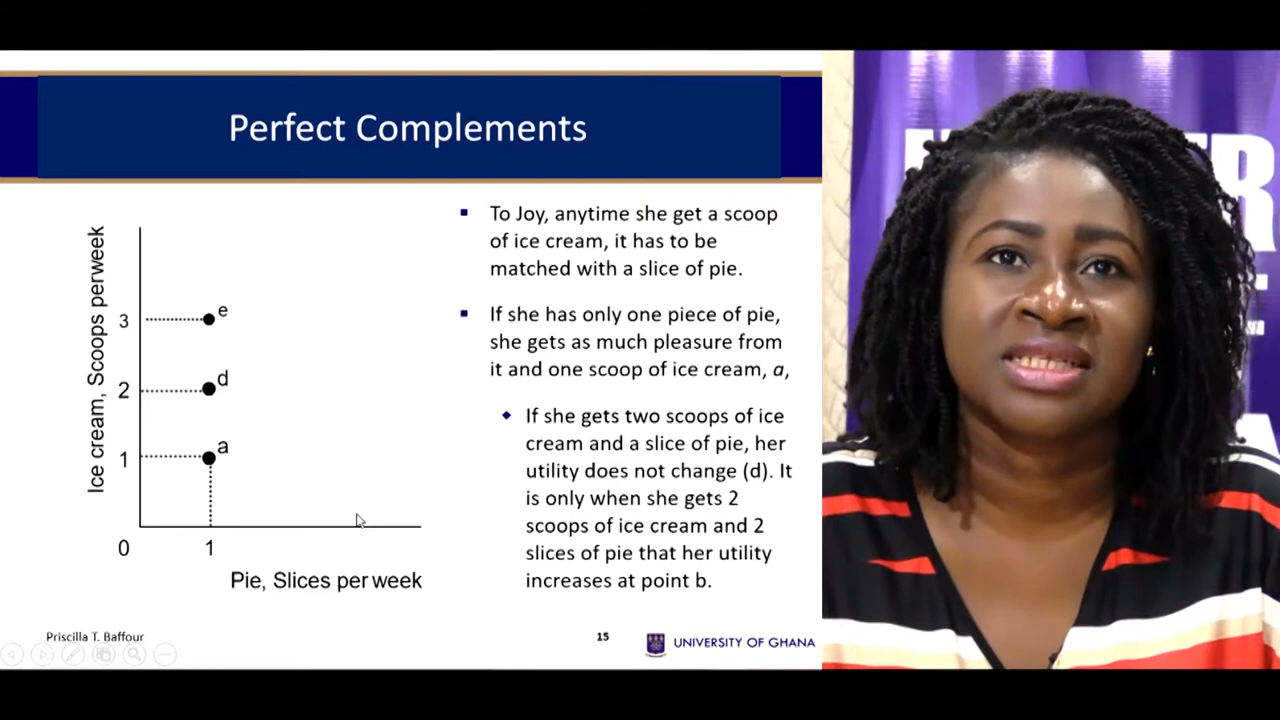 Perfect Complements
Ice cream, Scoops perweek
3
2
1
0
1
e
d
a
Pie, Slices per week
To Joy, anytime she get a scoop
of ice cream, it has to be
matched with a slice of pie.
If she has only one piece of pie,
she gets as much pleasure from
it and one scoop of ice cream, a,
If she gets two scoops of ice
cream and a slice of pie, her
utility does not change (d). It
is only when she gets 2
scoops of ice cream and 2
slices of pie that her utility
increases at point b.
Priscilla T. Baffour
15
UNIVERSITY OF GHANA